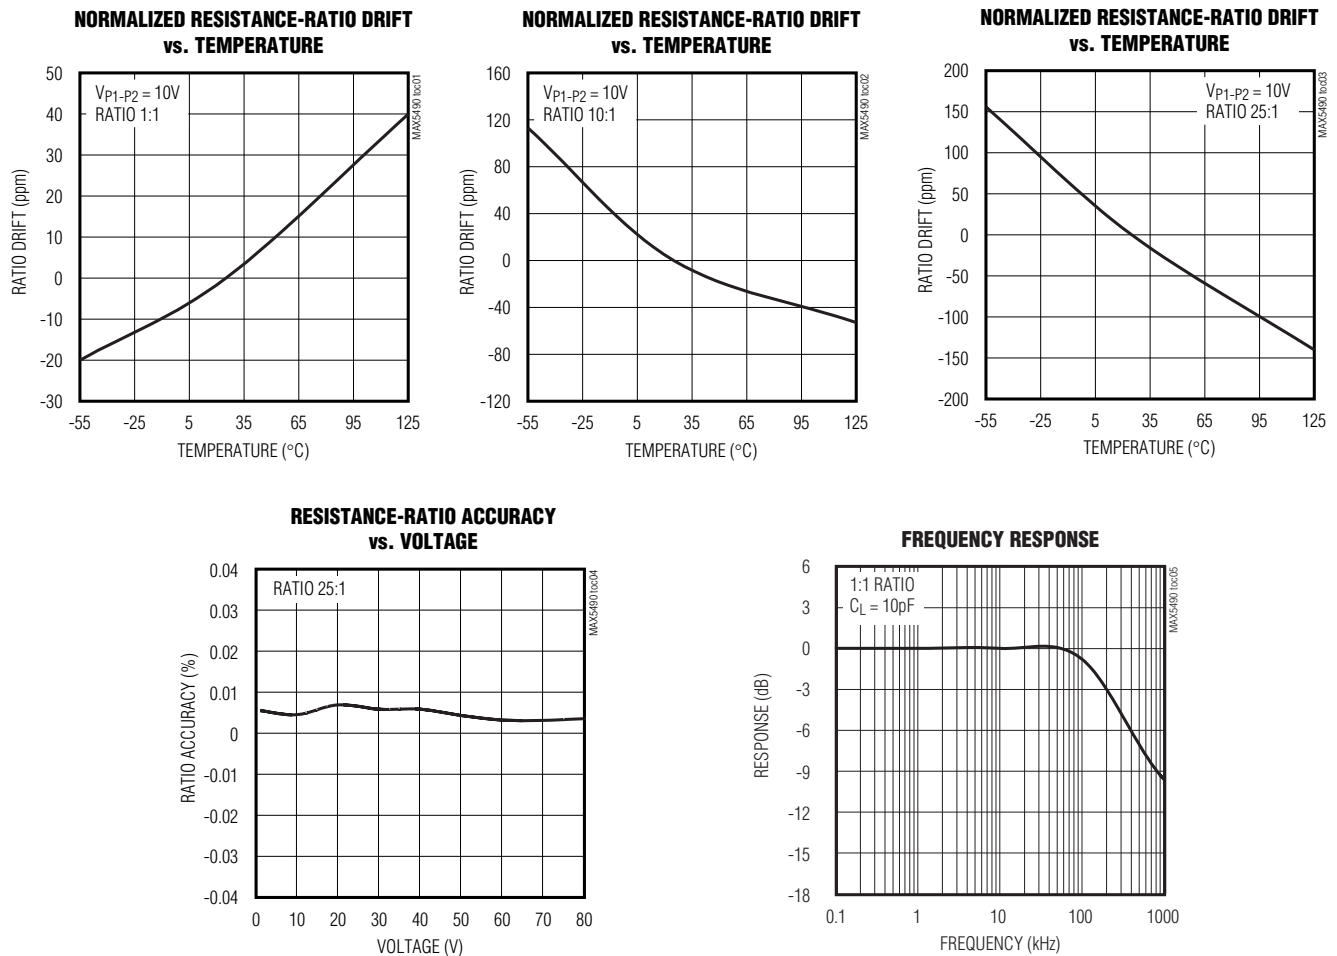 NORMALIZED RESISTANCE-RATIO DRIFT
vs. TEMPERATURE
50
40
30
20
10
0
-10
-20
-30
RATIO DRIFT (ppm)
VP1-P2 = 10V
RATIO 1:1
MAX5490 toc01
-55 -25 5 35 65 95 125
TEMPERATURE (°C)
NORMALIZED RESISTANCE-RATIO DRIFT
vs. TEMPERATURE
160
120
80
40
0
-40
-80
-120
RATIO DRIFT (ppm)
VP1-P2 = 10V
RATIO 10:1
MAX5490 toc02
-55 -25 5 35 65 95 125
TEMPERATURE (°C)
NORMALIZED RESISTANCE-RATIO DRIFT
vs. TEMPERATURE
200
150
100
50
0
-50
-100
-150
-200
RATIO DRIFT (ppm)
VP1-P2 = 10V
RATIO 25:1
MAX5490 toc03
-55 -25 5 35 65 95 125
TEMPERATURE (°C)
RESISTANCE-RATIO ACCURACY
vs. VOLTAGE
0.04
0.03
0.02
0.01
0
-0.01
-0.02
-0.03
-0.04
RATIO ACCURACY (%)
RATIO 25:1
MAX5490 toc04
0 10 20 30 40 50 60 70 80
VOLTAGE (V)
FREQUENCY RESPONSE
6
3
0
-3
-6
-9
-12
-15
-18
RESPONSE (dB)
1:1 RATIO
CL = 10pF
MAX5490 toc05
0.1 1 10 100 1000
FREQUENCY (kHz)